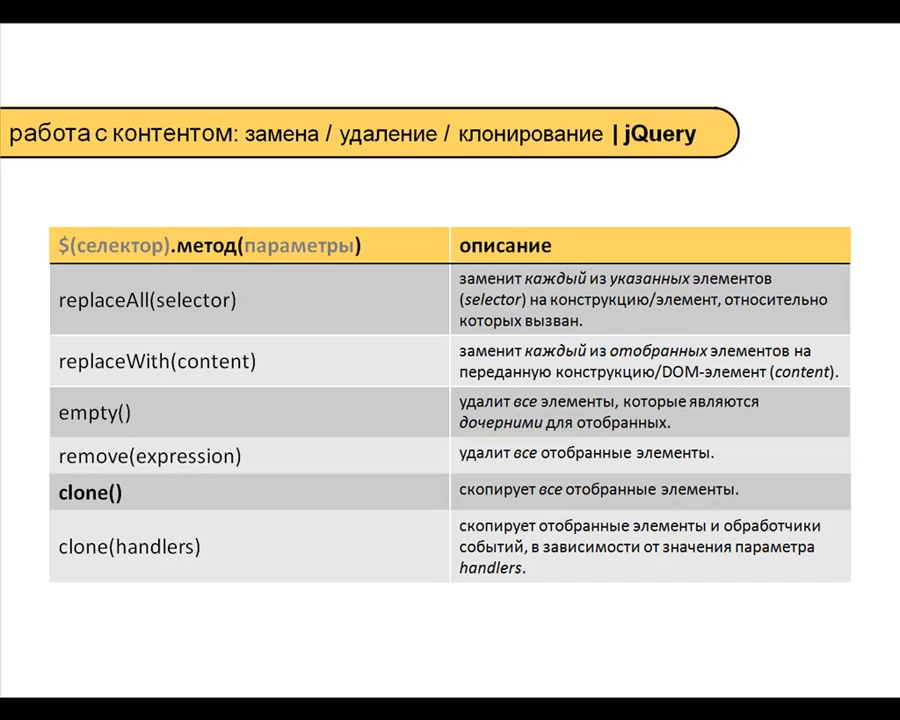 работа с контентом: замена / удаление / клонирование | jQuery
$(селектор).метод(параметры)
описание
replaceAll(selector)
заменит каждый из указанных элементов
(selector) на конструкцию/элемент, относительно
которых вызван.
replaceWith(content)
заменит каждый из отобранных элементов на
переданную конструкцию/DOM-элемент (content).
empty()
удалит все элементы, которые являются
дочерними для отобранных.
remove(expression)
удалит все отобранные элементы.
clone()
скопирует все отобранные элементы.
clone(handlers)
скопирует отобранные элементы и обработчики
событий, в зависимости от значения параметра
handlers.